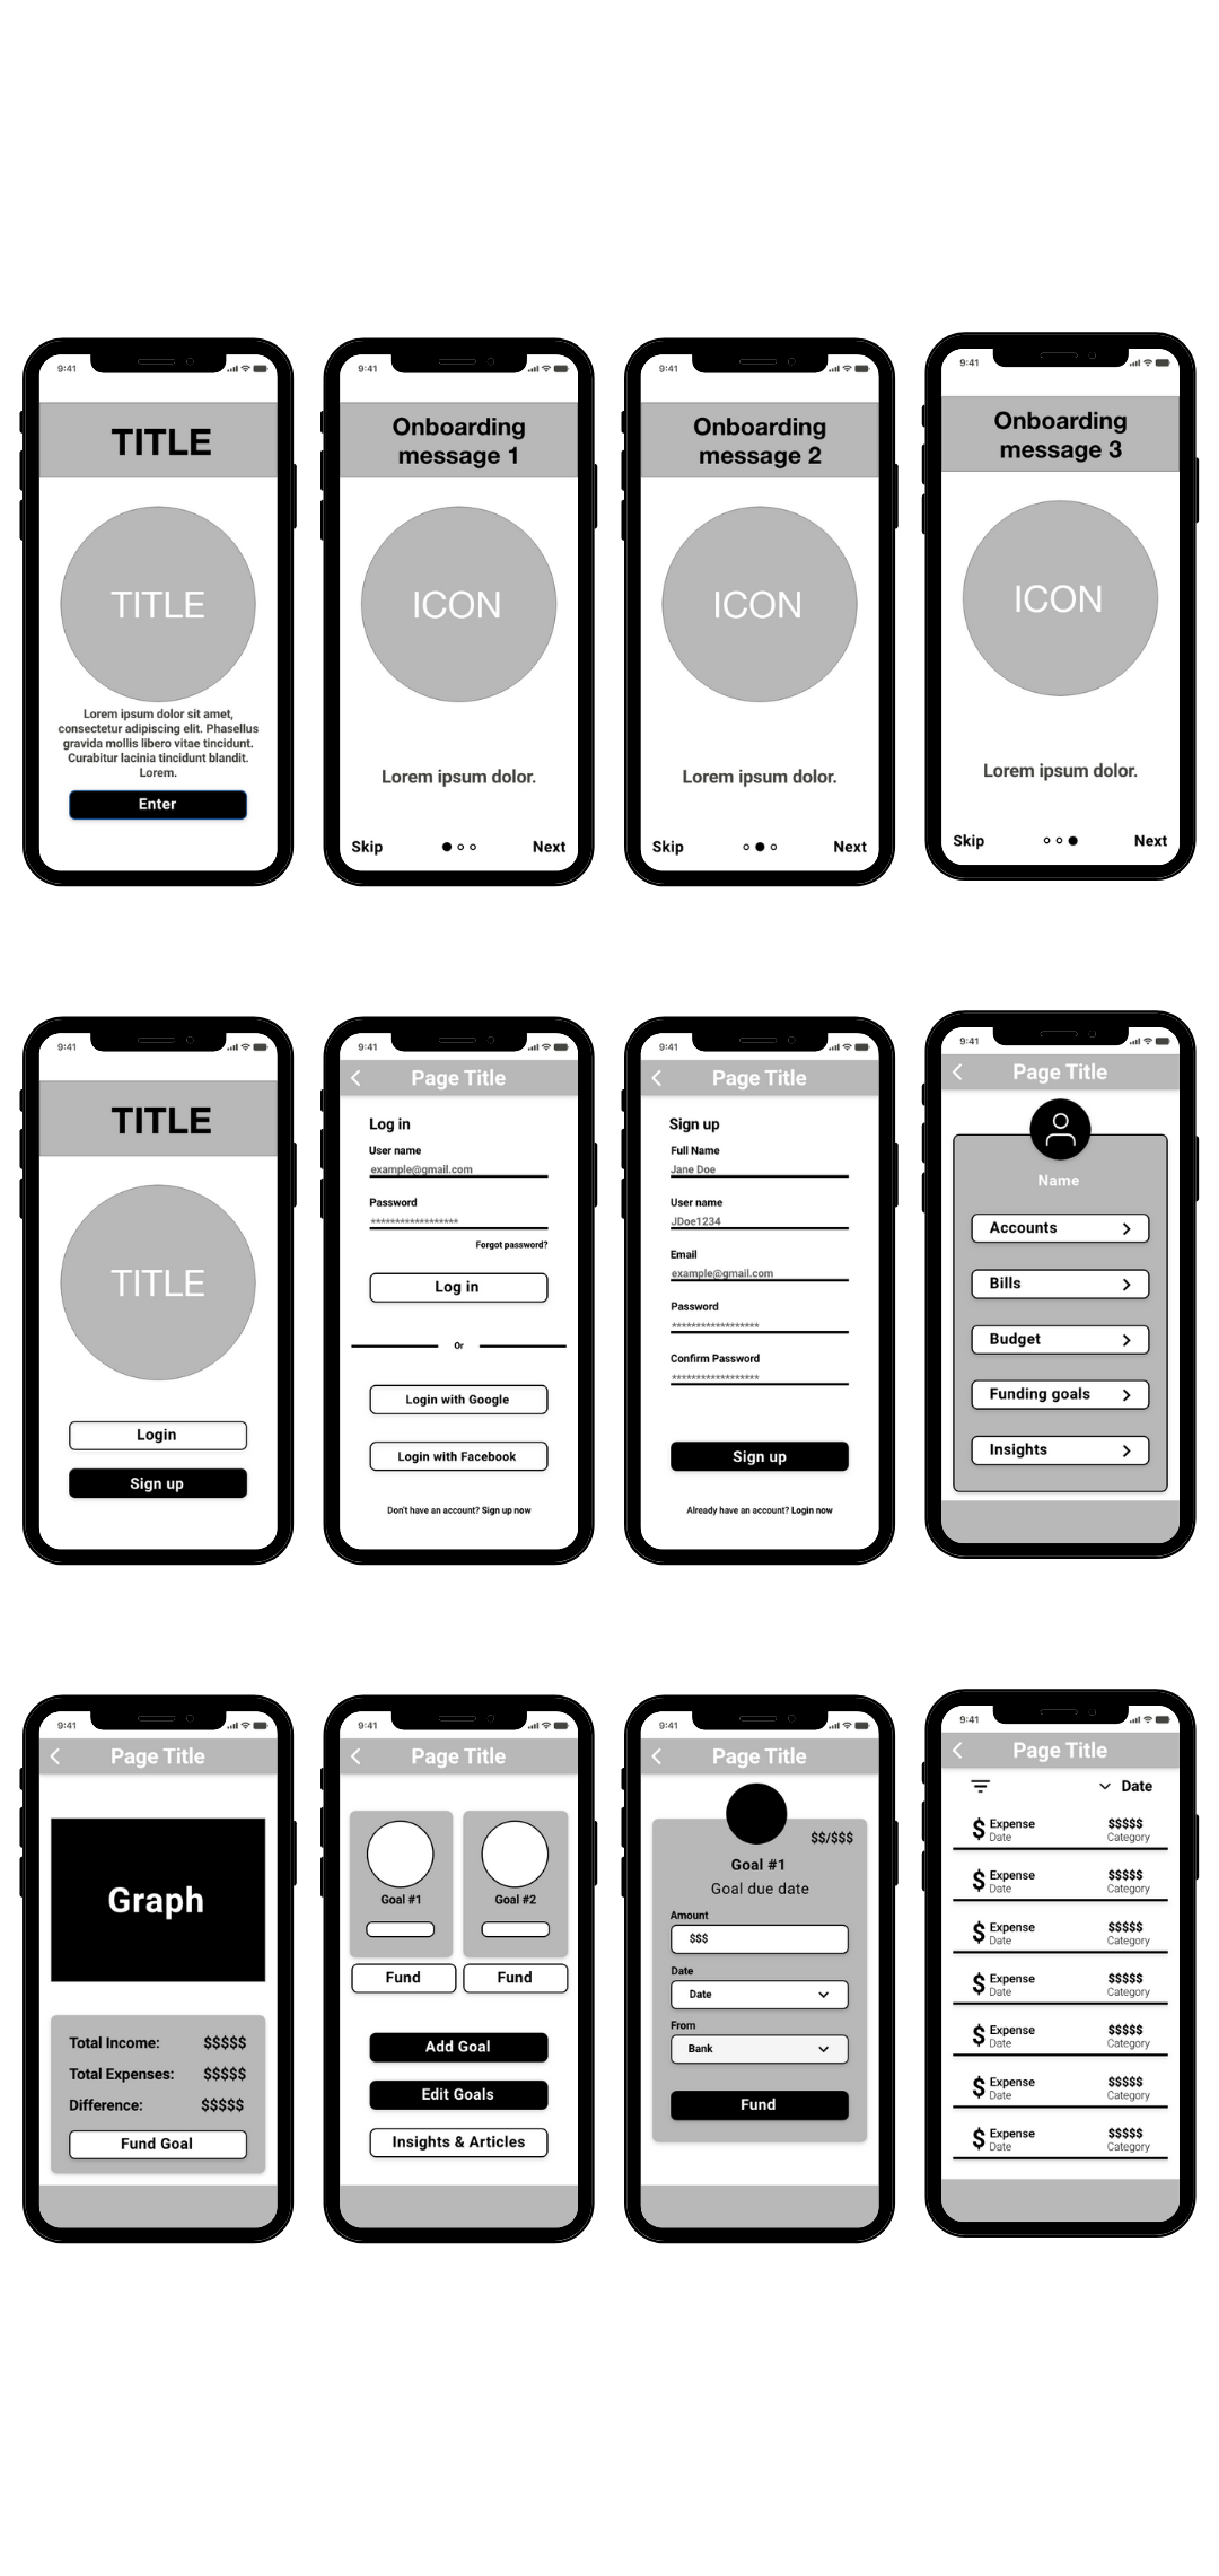 9:41
TITLE
TITLE
Lorem ipsum dolor sit amet,
consectetur adipiscing elit. Phasellus
gravida mollis libero vitae tincidunt.
Curabitur lacinia tincidunt blandit.
Lorem.
Enter
9:41
Onboarding
message 1
ICON
Lorem ipsum dolor.
Skip
Next
9:41
Onboarding
message 2
ICON
Lorem ipsum dolor.
Skip
Next
9:41
Onboarding
message 3
ICON
Lorem ipsum dolor.
Skip
Next
9:41
TITLE
TITLE
Login
Sign up
9:41
Page Title
Log in
User name
example@gmail.com
Password
******************
Forgot password?
Log in
Or
Login with Google
Login with Facebook
Don't have an account? Sign up now
9:41
Page Title
Sign up
Full Name
Jane Doe
User name
JDoe1234
Email
example@gmail.com
Password
******************
Confirm Password
******************
Sign up
Already have an account? Login now
9:41
Page Title
Name
Accounts
Bills
Budget
Funding goals
Insights
9:41
Page Title
Graph
Total Income: $$$$$
Total Expenses: $$$$$
Difference: $$$$$
Fund Goal
9:41
Page Title
Goal #1 Goal #2
Fund Fund
Add Goal
Edit Goals
Insights & Articles
9:41
Page Title
$$/$$$
Goal #1
Goal due date
Amount
$$$
Date
Date
From
Bank
Fund
9:41
Page Title
Date
$ Expense $$$$$
Date Category
$ Expense $$$$$
Date Category
$ Expense $$$$$
Date Category
$ Expense $$$$$
Date Category
$ Expense $$$$$
Date Category
$ Expense $$$$$
Date Category
$ Expense $$$$$
Date Category